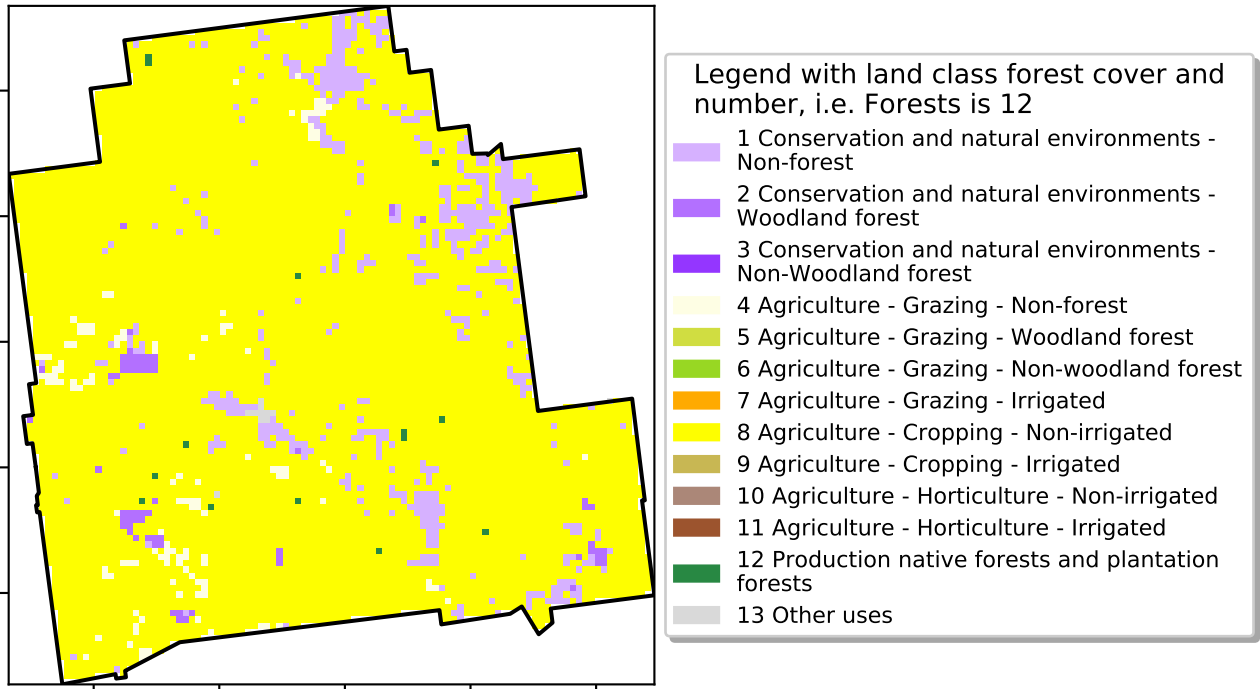 Legend with land class forest cover and
number, i.e. Forests is 12
1 Conservation and natural environments -
Non-forest
2 Conservation and natural environments -
Woodland forest
3 Conservation and natural environments -
Non-Woodland forest
4 Agriculture - Grazing - Non-forest
5 Agriculture - Grazing - Woodland forest
6 Agriculture - Grazing - Non-woodland forest
7 Agriculture - Grazing - Irrigated
8 Agriculture - Cropping - Non-irrigated
9 Agriculture - Cropping - Irrigated
10 Agriculture - Horticulture - Non-irrigated
11 Agriculture - Horticulture - Irrigated
12 Production native forests and plantation
forests
13 Other uses